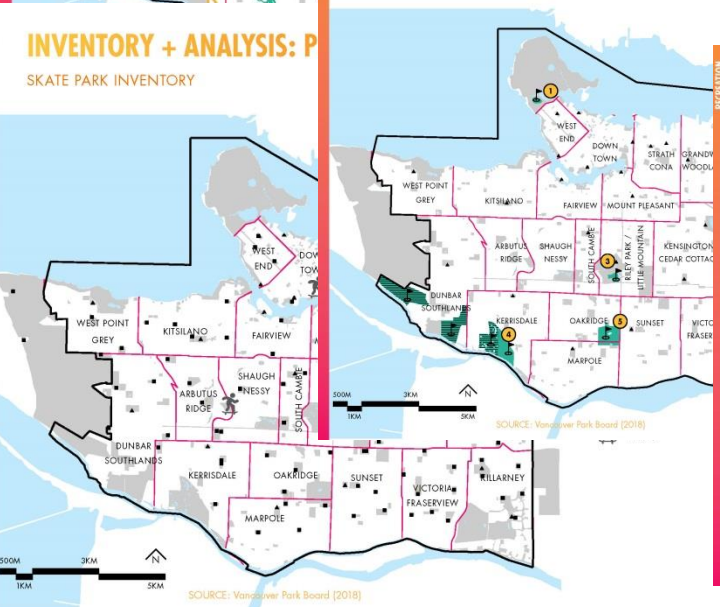 INVENTORY + ANALYSIS: P
SKATE PARK INVENTORY
WEST
END
DOW
TOW
WEST POINT
GREY
KITSILANO
FAIRVIEW
ARBUTUS
RIDGE
SHAUGH
NESSY
SOUTH CAMBIE
DUNBAR
SOUTHLANDS
KERRISDALE
OAKRIDGE
SUNSET
VICTORIA
FRASERVIEW
KILLARNEY
MARPOLE
500M
3KM
N
1KM
5KM
SOURCE: Vancouver Park Board (2018)
1
WEST
END
DOWN
TOWN
STRATH
CONA
GRANDW
WOODL
WEST POINT
GREY
KITSILANO
FAIRVIEW
MOUNT PLEASANT
ARBUTUS
RIDGE
SHAUGH
NESSY
SOUTH CAMBIE
RILEY PARK /
LITTLE MOUNTAIN
KENSINGTON
CEDAR COTTAG
3
DUNBAR
SOUTHLANDS
KERRISDALE
4
OAKRIDGE
5
SUNSET
VICTO
FRASER
MARPOLE
500M
3KM
N
1KM
5KM
SOURCE: Vancouver Park Board (2018)
RECREATION